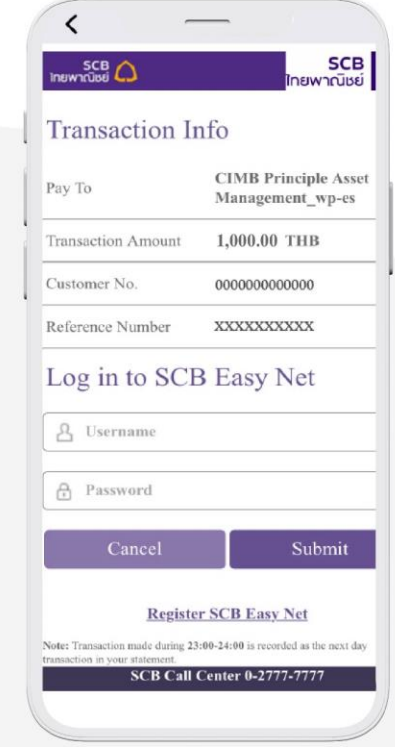 SCB
ไทยพาณิชย์
SCB
ไทยพาณิชย์
Transaction Info
Pay To
CIMB Principle Asset
Management_wp-es
Transaction Amount 1,000.00 THB
Customer No. 0000000000000
Reference Number XXXXXXXXXX
Log in to SCB Easy Net
Username
Password
Cancel Submit
Register SCB Easy Net
Note: Transaction made during 23:00-24:00 is recorded as the next day
transaction in your statement.
SCB Call Center 0-2777-7777